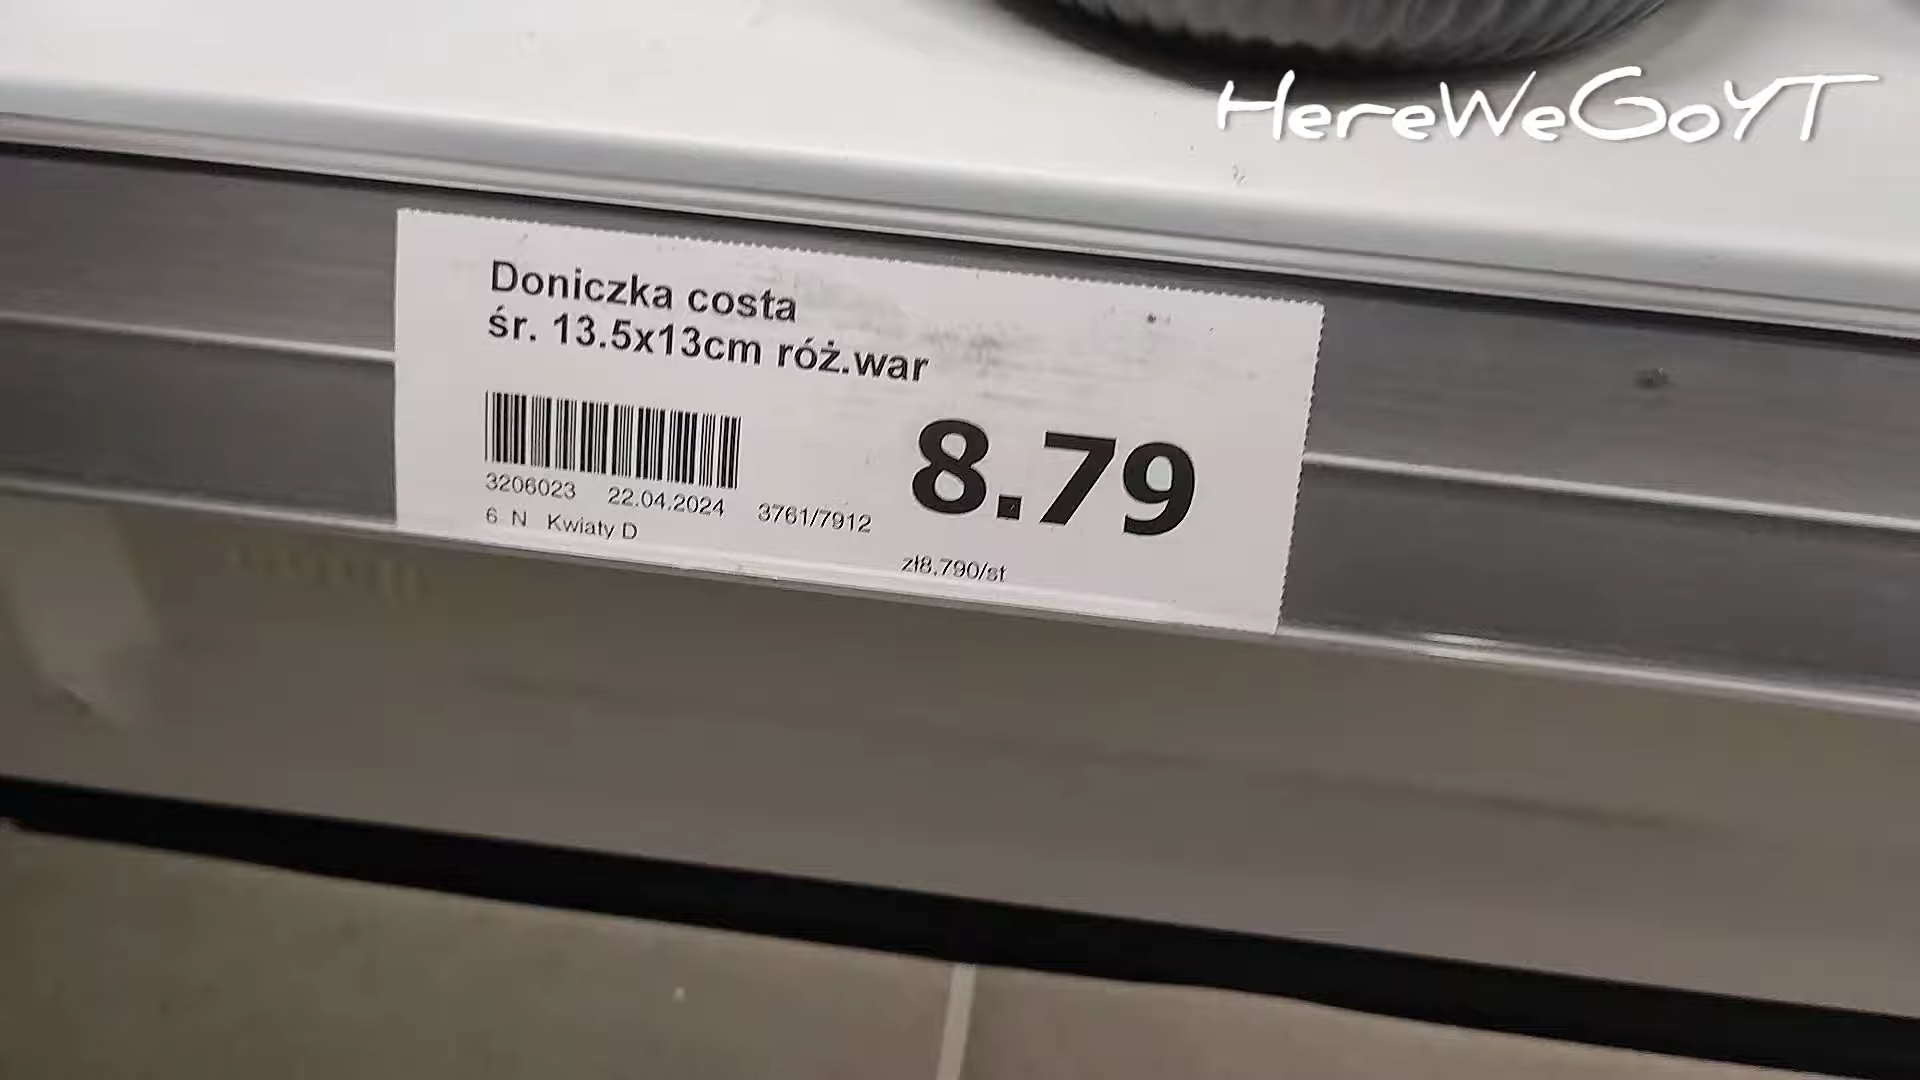 HereWeGoYT
Doniczka costa
śr. 13.5x13cm róż.war
8.79
3206023 22.04.2024 3761/7912
6 N Kwiaty D
zł8.790/st